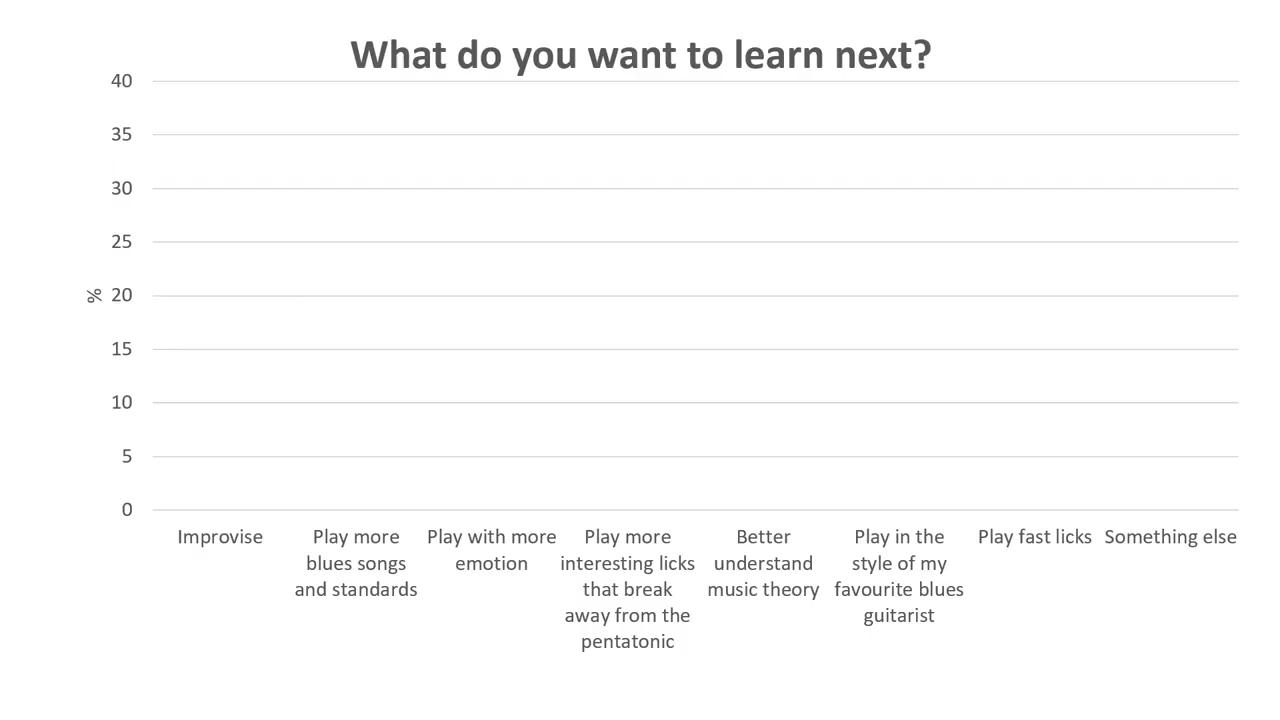 What do you want to learn next?
40
35
30
25
20
15
10
5
0
%
Improvise
Play more
blues songs
and standards
Play with more
emotion
Play more
interesting licks
that break
away from the
pentatonic
Better
understand
music theory
Play in the
style of my
favourite blues
guitarist
Play fast licks
Something else